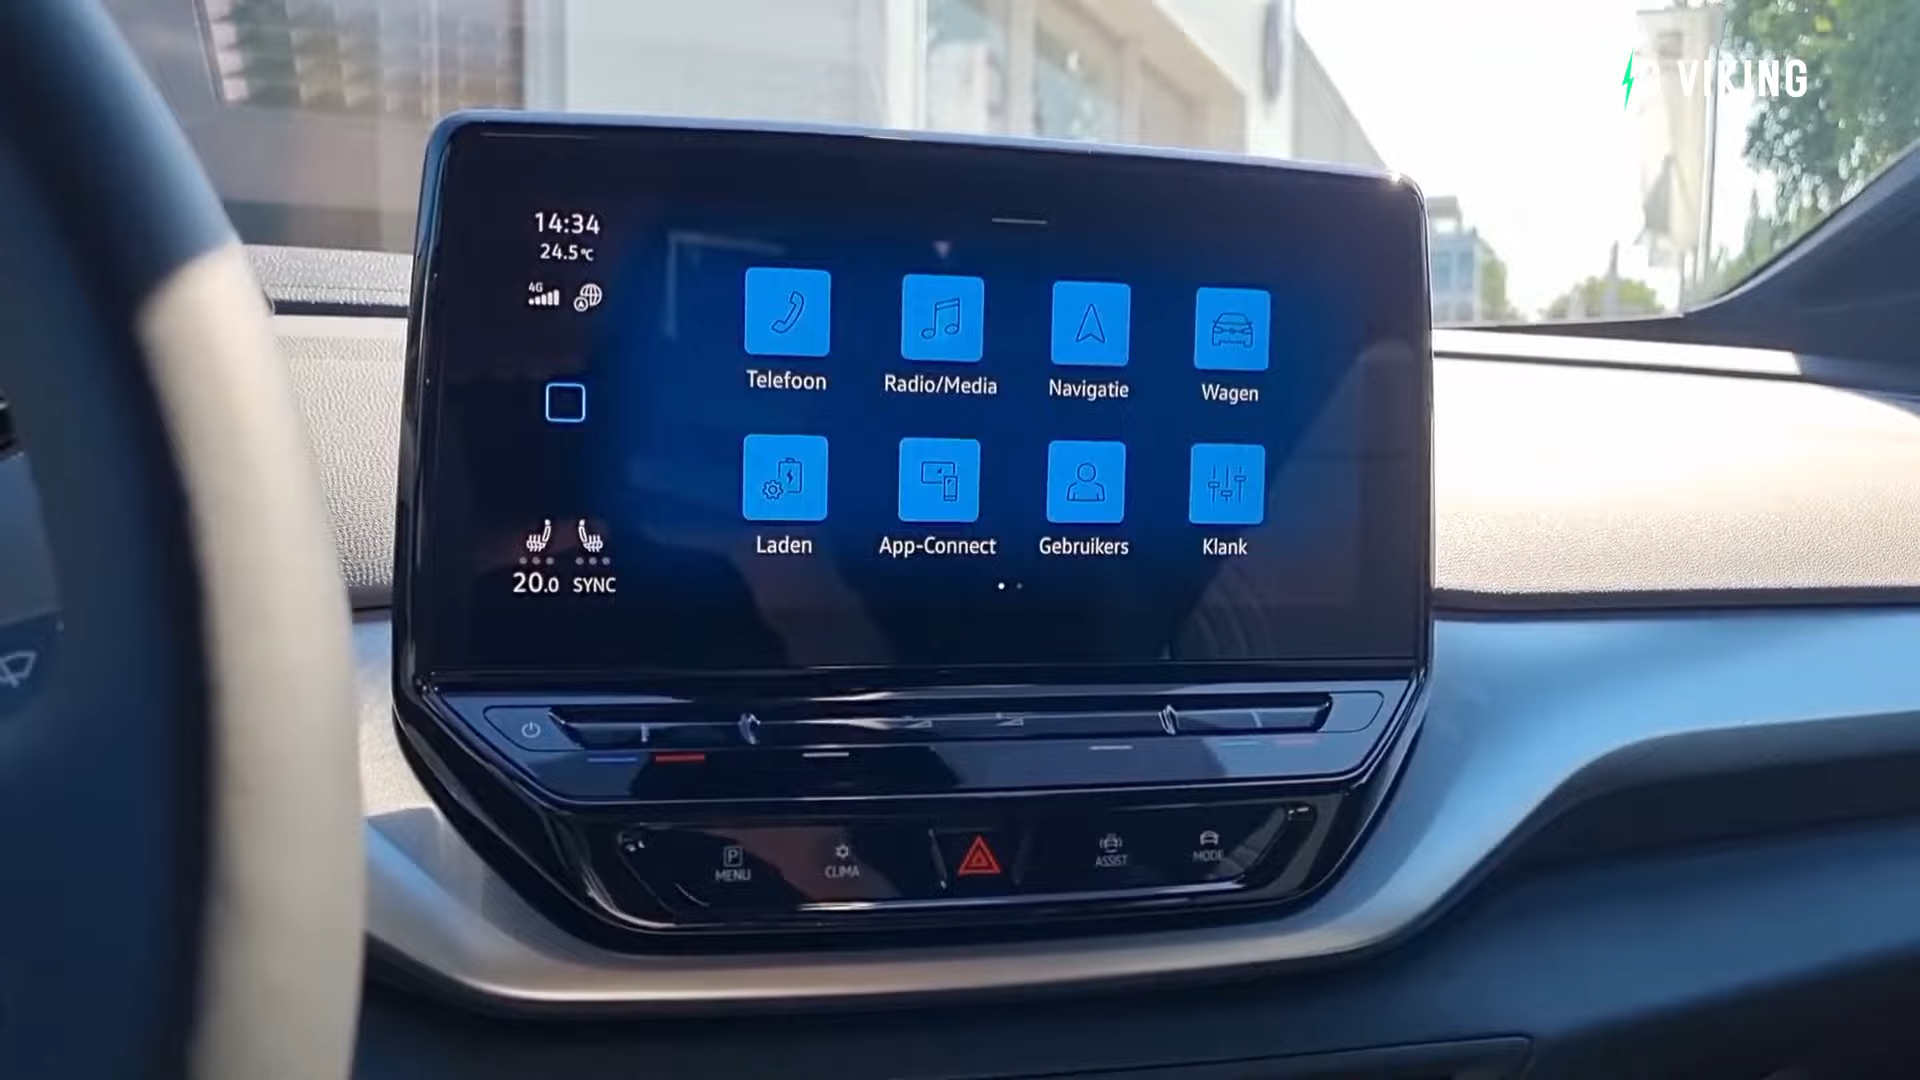 VIKING
14:34
24.5°C
4G
Telefoon
Radio/Media
Navigatie
Wagen
Laden
App-Connect
Gebruikers
Klank
20.0 SYNC
P
MENU
CLIMA
ASSIST
MODE